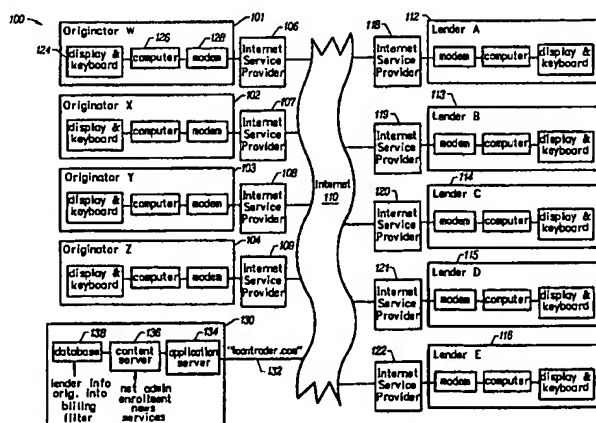 100
Originator W
101
124
display & keyboard
126
computer
128
modem
106
Internet Service Provider
Originator X
102
display & keyboard
computer
modem
107
Internet Service Provider
Originator Y
103
display & keyboard
computer
modem
108
Internet Service Provider
Originator Z
104
display & keyboard
computer
modem
109
Internet Service Provider
130
138
database
136
content server
134
application server
lender info
orig. info
billing
filter
net admin
enrollment
news
services
"loantrader.com"
132
Internet
110
118
Internet Service Provider
112
Lender A
modem
computer
display & keyboard
119
Internet Service Provider
113
Lender B
modem
computer
display & keyboard
120
Internet Service Provider
114
Lender C
modem
computer
display & keyboard
121
Internet Service Provider
115
Lender D
modem
computer
display & keyboard
122
Internet Service Provider
116
Lender E
modem
computer
display & keyboard